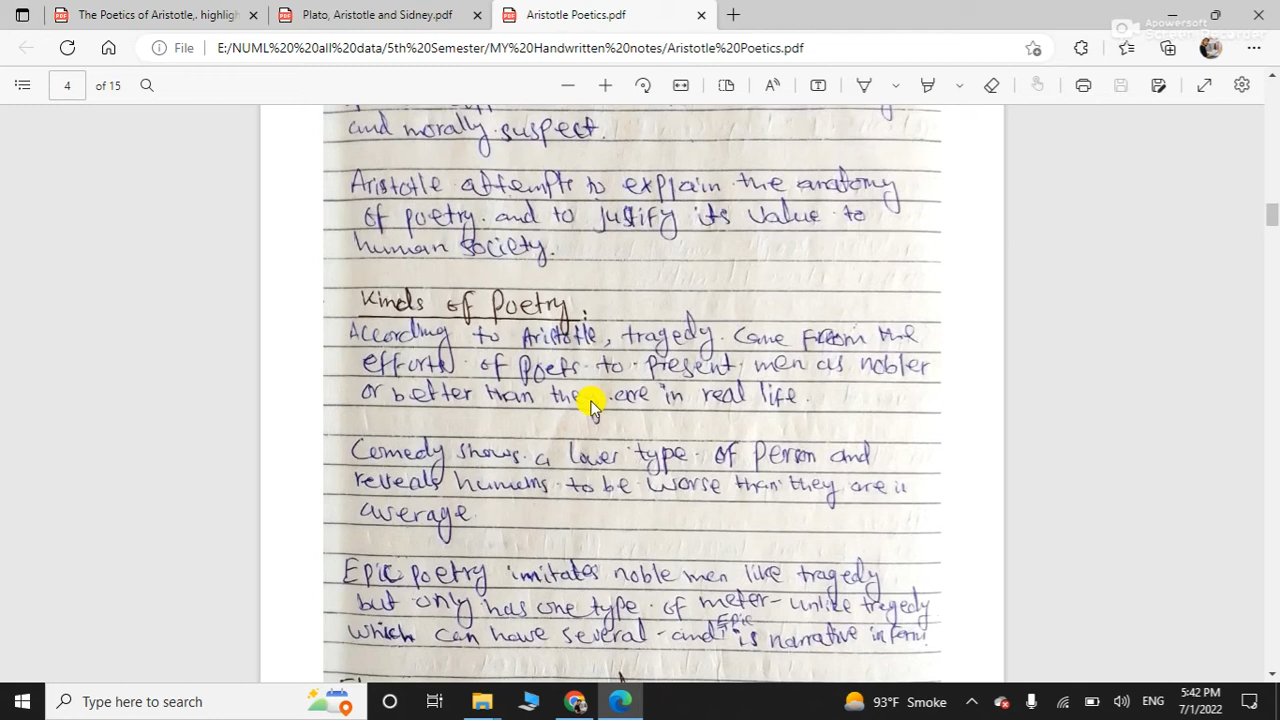 The Poetics of Aristotle,. highligh
Plato, Aristotle and Sidney.pdf
Aristotle Poetics.pdf
Apowersoft
Screen Recorder
File
E:/NUML%20%20all%20data/5th%20Semester/MY%20Handwritten%20notes/Aristotle%20Poetics.pdf
4 of 15
and morally suspect.
Aristotle attempts to explain the anatomy
of poetry. and to justify its value to
human society.
Kinds of Poetry:
According to Aristotle, tragedy. came from the
efforts of poets to present men as nobler
or better than the are in real life.
Comedy shows a lower type of person and
reveals humans to be worse than they are i
average.
Epic poetry imitates noble men like tragedy
but only has one type of meter - unlike tragedy
Epic
which can have several - and is narrative in form.
Type here to search
93°F Smoke
ENG
5:42 PM
7/1/2022